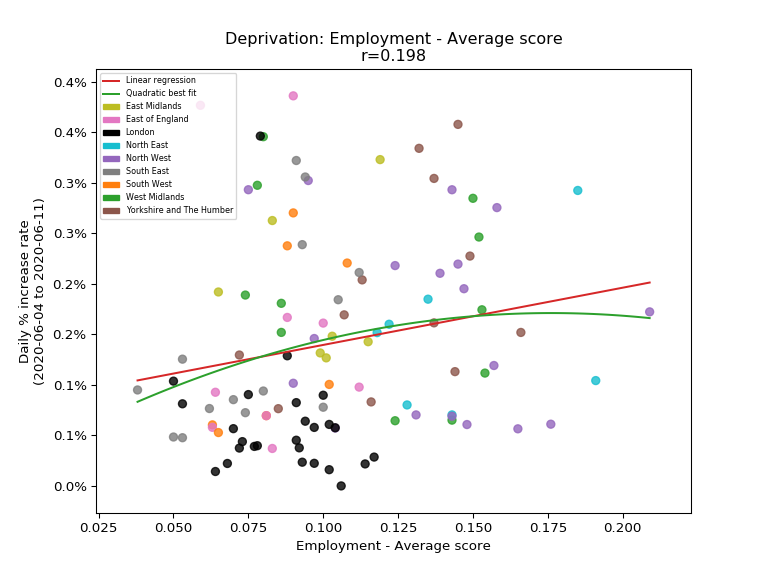 Deprivation: Employment - Average score
r=0.198
Linear regression
Quadratic best fit
East Midlands
East of England
London
North East
North West
South East
South West
West Midlands
Yorkshire and The Humber
0.4%
0.4%
0.3%
0.3%
0.2%
0.2%
0.1%
0.1%
0.0%
Daily % increase rate
(2020-06-04 to 2020-06-11)
0.025
0.050
0.075
0.100
0.125
0.150
0.175
0.200
Employment - Average score